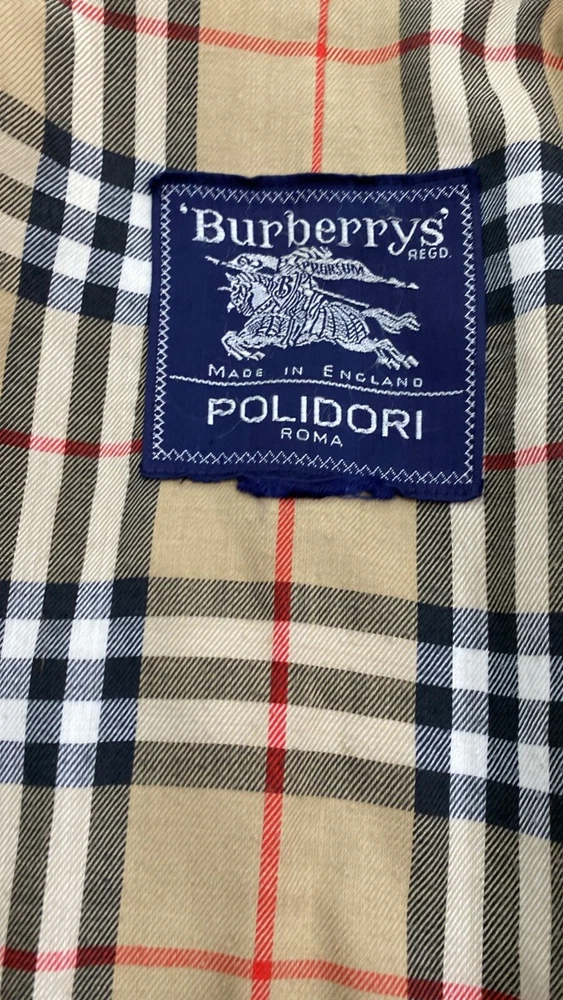 'Burberrys'
REGD.
PRORSUM
B
MADE IN ENGLAND
POLIDORI
ROMA